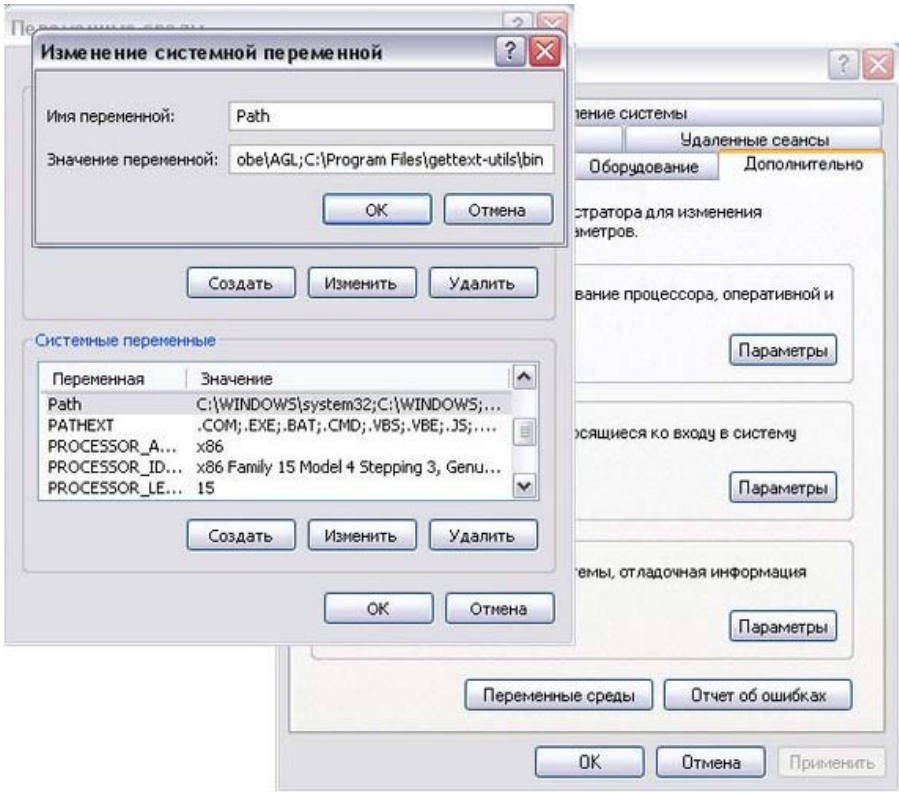 Переменные среды
Изменение системной переменной
Имя переменной:
Path
Значение переменной:
obe\AGL;C:\Program Files\gettext-utils\bin
OK
Отмена
Создать
Изменить
Удалить
Системные переменные
Переменная
Значение
Path
C:\WINDOWS\system32;C:\WINDOWS;...
PATHEXT
.COM;.EXE;.BAT;.CMD;.VBS;.VBE;.JS;....
PROCESSOR_A...
x86
PROCESSOR_ID...
x86 Family 15 Model 4 Stepping 3, Genu...
PROCESSOR_LE...
15
Создать
Изменить
Удалить
OK
Отмена
ление системы
Удаленные сеансы
Оборудование
Дополнительно
стратора для изменения
аметров.
вание процессора, оперативной и
Параметры
осящиеся ко входу в систему
Параметры
темы, отладочная информация
Параметры
Переменные среды
Отчет об ошибках
OK
Отмена
Применить